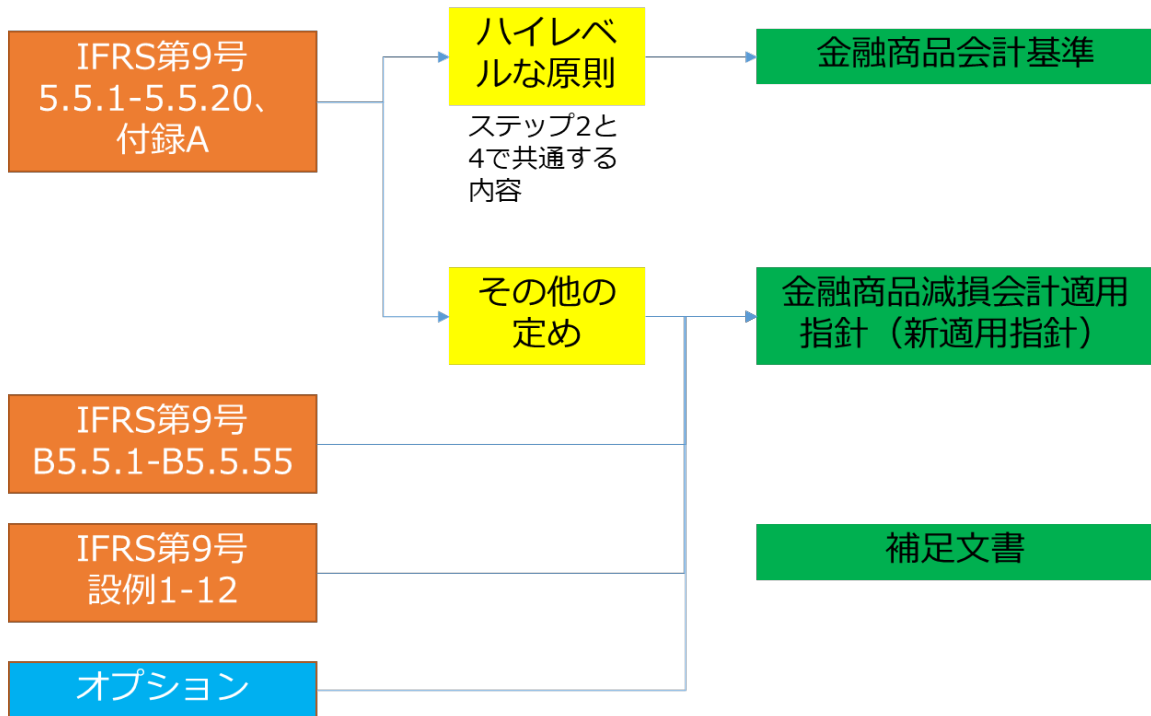 IFRS第9号
5.5.1-5.5.20、
付録A
ハイレベ
ルな原則
ステップ2と
4で共通する
内容
金融商品会計基準
その他の
定め
金融商品減損会計適用
指針（新適用指針）
IFRS第9号
B5.5.1-B5.5.55
IFRS第9号
設例1-12
補足文書
オプション